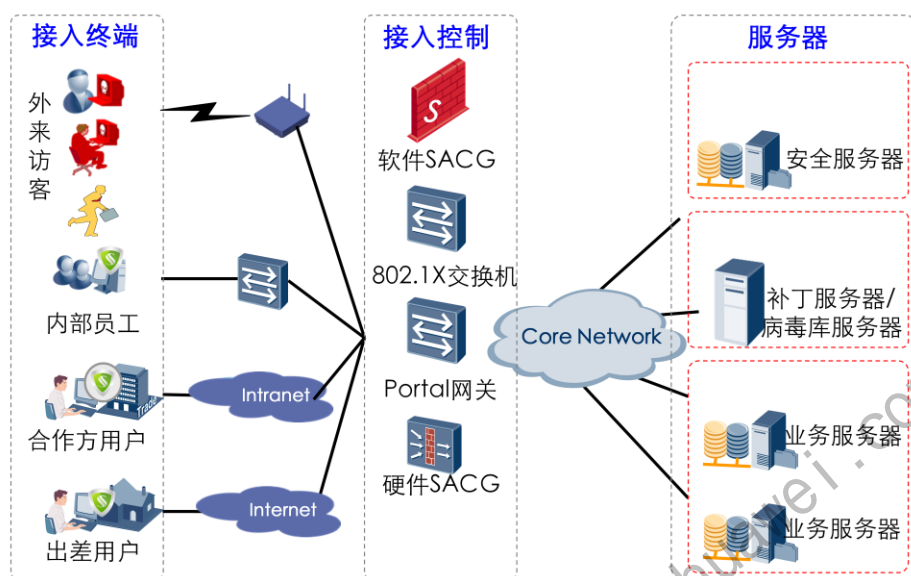 接入终端
接入控制
服务器
外
来
访
客
S
软件SACG
安全服务器
802.1X交换机
内部员工
补丁服务器/
病毒库服务器
Core Network
Intranet
Portal网关
Trade
合作方用户
业务服务器
硬件SACG
Internet
出差用户
业务服务器
huawei.co